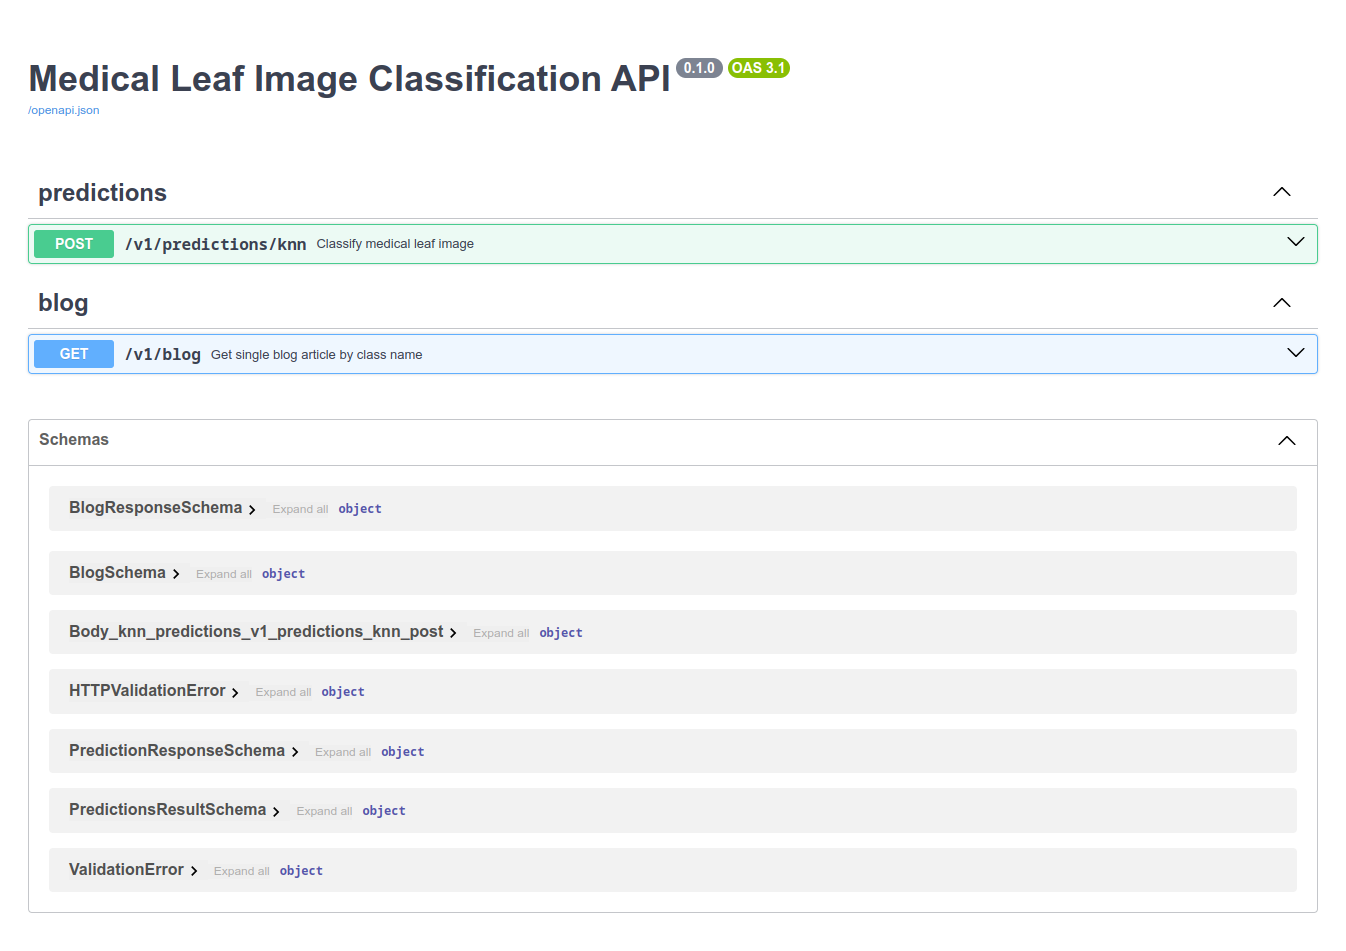 Medical Leaf Image Classification API 0.1.0 OAS 3.1
/openapi.json
predictions
POST /v1/predictions/knn Classify medical leaf image
blog
GET /v1/blog Get single blog article by class name
Schemas
BlogResponseSchema Expand all object
BlogSchema Expand all object
Body_knn_predictions_v1_predictions_knn_post Expand all object
HTTPValidationError Expand all object
PredictionResponseSchema Expand all object
PredictionsResultSchema Expand all object
ValidationError Expand all object